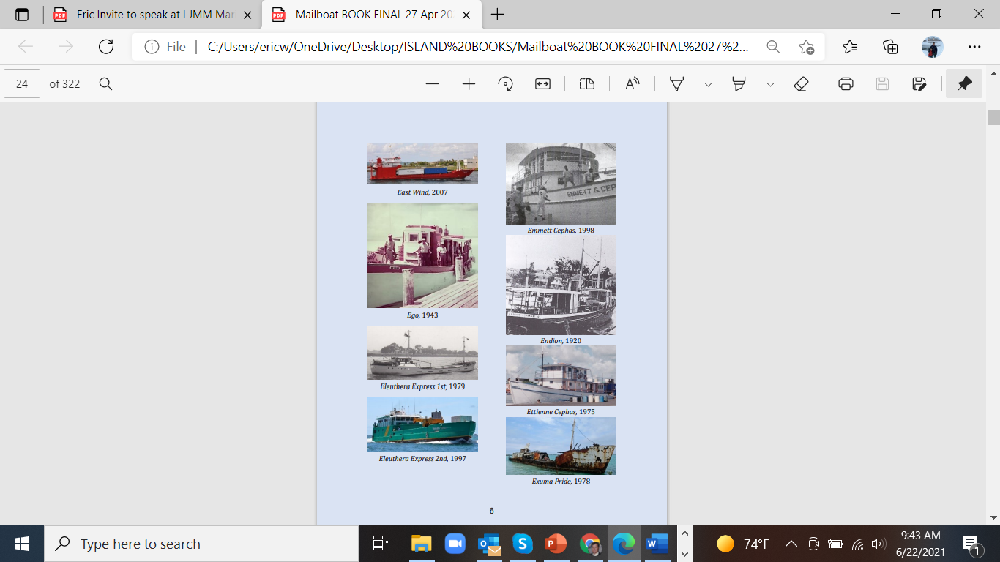 Eric Invite to speak at LJMM Mar
Mailboat BOOK FINAL 27 Apr 20
File
C:/Users/ericw/OneDrive/Desktop/ISLAND%20BOOKS/Mailboat%20BOOK%20FINAL%2027%2...
24 of 322
East Wind, 2007
Ego, 1943
Eleuthera Express 1st, 1979
Eleuthera Express 2nd, 1997
EMMETT & CEP
Emmett Cephas, 1998
Endion, 1920
Ettienne Cephas, 1975
Exuma Pride, 1978
6
Type here to search
74°F
9:43 AM
6/22/2021
1